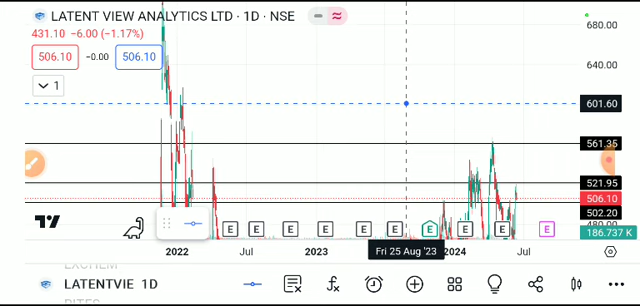 LATENT VIEW ANALYTICS LTD · 1D · NSE
680.00
431.10 −6.00 (−1.17%)
506.10 −0.00 506.10
640.00
1
601.60
561.35
521.95
506.10
502.20
480.00
186.737 K
E E E E E E E E E
2022 Jul 2023 Fri 25 Aug '23 2024 Jul
LATENTVIE 1D